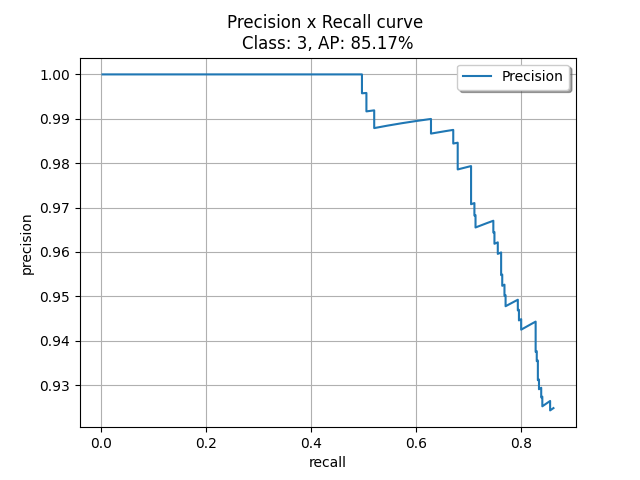 Precision x Recall curve
Class: 3, AP: 85.17%
Precision
1.00
0.99
0.98
0.97
0.96
0.95
0.94
0.93
precision
0.0 0.2 0.4 0.6 0.8
recall